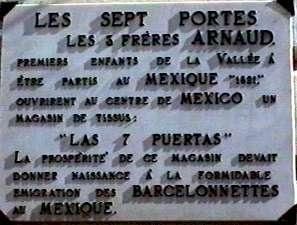 LES SEPT PORTES
LES 3 FRÈRES ARNAUD.
PREMIERS ENFANTS DE LA VALLÉE À
ÊTRE PARTIS AU MEXIQUE "1821"
OUVRIRENT AU CENTRE DE MEXICO UN
MAGASIN DE TISSUS:
"LAS 7 PUERTAS"
LA PROSPÉRITÉ DE CE MAGASIN DEVAIT
DONNER NAISSANCE À LA FORMIDABLE
EMIGRATION DES BARCELONNETTES
AU MEXIQUE.